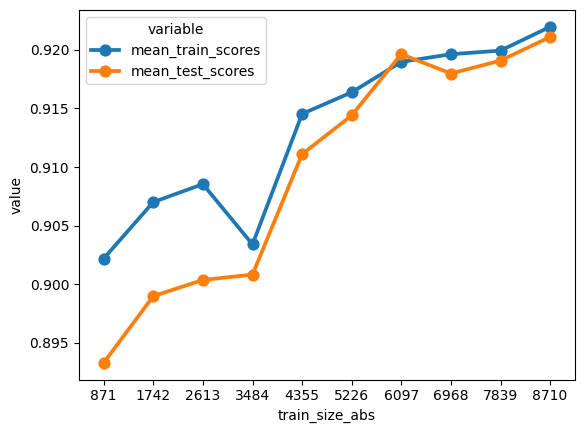 variable
mean_train_scores
mean_test_scores
0.920
0.915
0.910
0.905
0.900
0.895
value
871 1742 2613 3484 4355 5226 6097 6968 7839 8710
train_size_abs